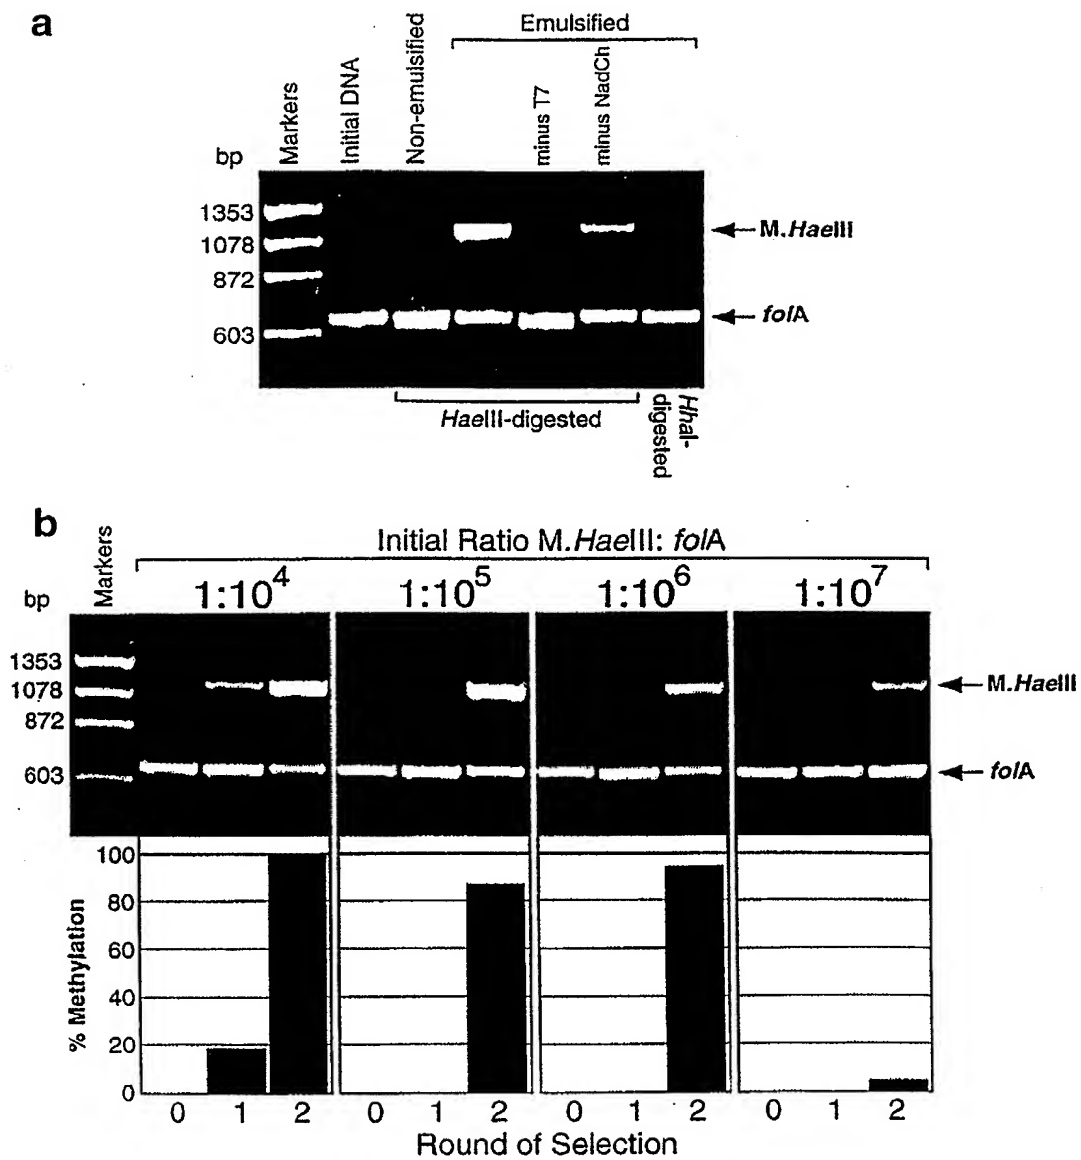 a
Emulsified
bp
Markers
Initial DNA
Non-emulsified
minus T7
minus NadCh
1353
1078
872
603
M.HaeIII
folA
HaeIII-digested
HhaI-
digested
b
Initial Ratio M.HaeIII: folA
bp
Markers
1:10⁴
1:10⁵
1:10⁶
1:10⁷
1353
1078
872
603
M.HaeIII
folA
% Methylation
100
80
60
40
20
0
0 1 2 0 1 2 0 1 2 0 1 2
Round of Selection